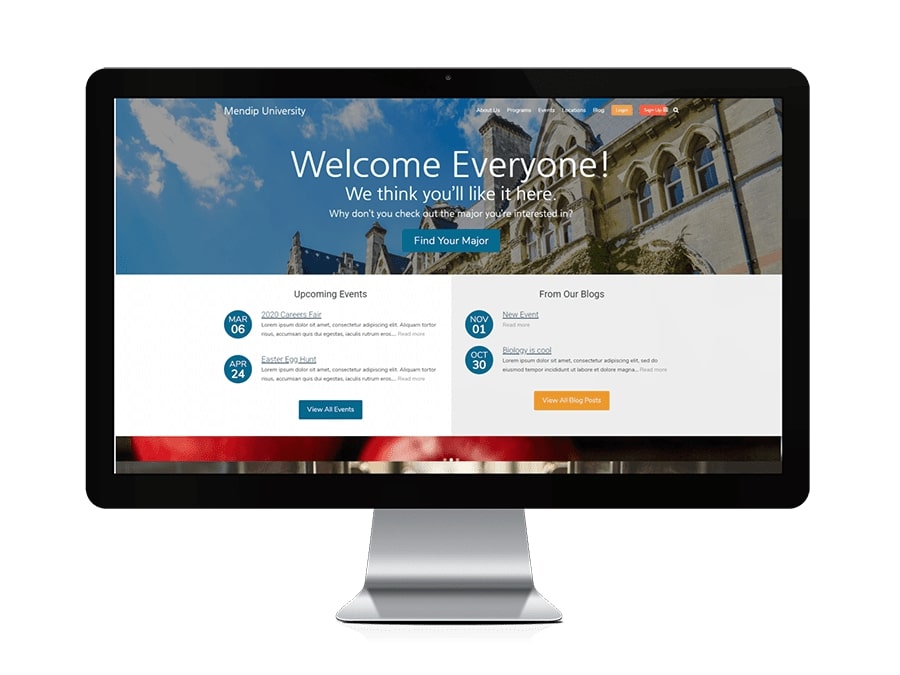 Mendip University
About Us Programs Events Locations Blog Login Sign Up
Welcome Everyone!
We think you'll like it here.
Why don't you check out the major you're interested in?
Find Your Major
Upcoming Events
MAR
06
2020 Careers Fair
Lorem ipsum dolor sit amet, consectetur adipiscing elit. Aliquam tortor
risus, accumsan quis dui egestas, iaculis rutrum eros.... Read more
APR
24
Easter Egg Hunt
Lorem ipsum dolor sit amet, consectetur adipiscing elit. Aliquam tortor
risus, accumsan quis dui egestas, iaculis rutrum eros.... Read more
View All Events
From Our Blogs
NOV
01
New Event
Read more
OCT
30
Biology is cool
Lorem ipsum dolor sit amet, consectetur adipiscing elit, sed do
eiusmod tempor incididunt ut labore et dolore magna... Read more
View All Blog Posts